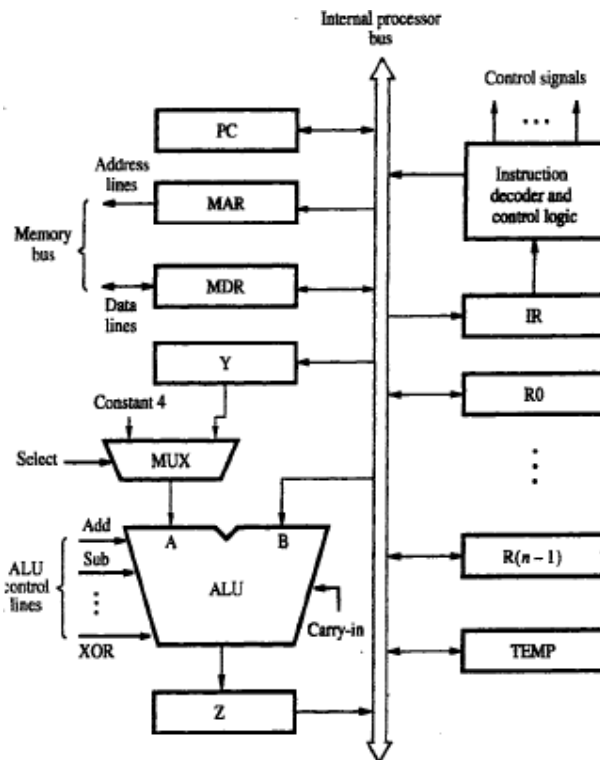 Internal processor
bus
Control signals
...
PC
Address
lines
MAR
Instruction
decoder and
control logic
Memory
bus
MDR
Data
lines
IR
Y
R0
Constant 4
Select
MUX
Add
A
B
R(n − 1)
ALU
control
lines
Sub
ALU
Carry-in
XOR
TEMP
Z